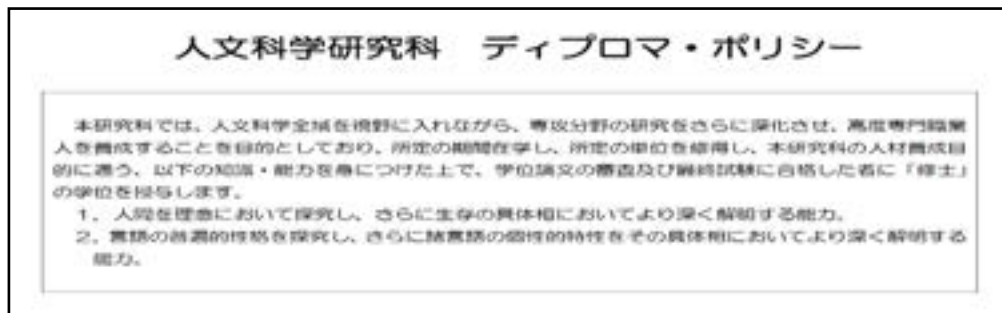 人文科学研究科　ディプロマ・ポリシー
本研究科では、人文科学全域を視野に入れながら、専攻分野の研究をさらに深化させ、高度専門職業
人を養成することを目的としており、所定の期間在学し、所定の単位を修得し、本研究科の人材養成目
的に適う、以下の知識・能力を身につけた上で、学位論文の審査及び最終試験に合格した者に「修士」
の学位を授与します。
１．人間を理念において探究し、さらに生存の具体相においてより深く解明する能力。
２．言語の普遍的性格を探究し、さらに諸言語の個性的特性をその具体相においてより深く解明する
能力。